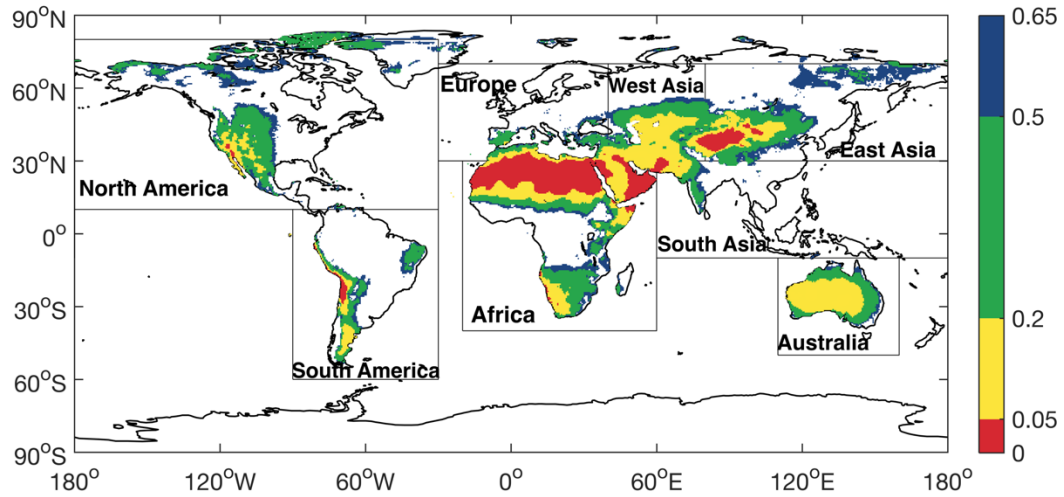 90°N
60°N
30°N
0°
30°S
60°S
90°S
180°
120°W
60°W
0°
60°E
120°E
180°
North America
South America
Europe
West Asia
East Asia
South Asia
Africa
Australia
0.65
0.5
0.2
0.05
0